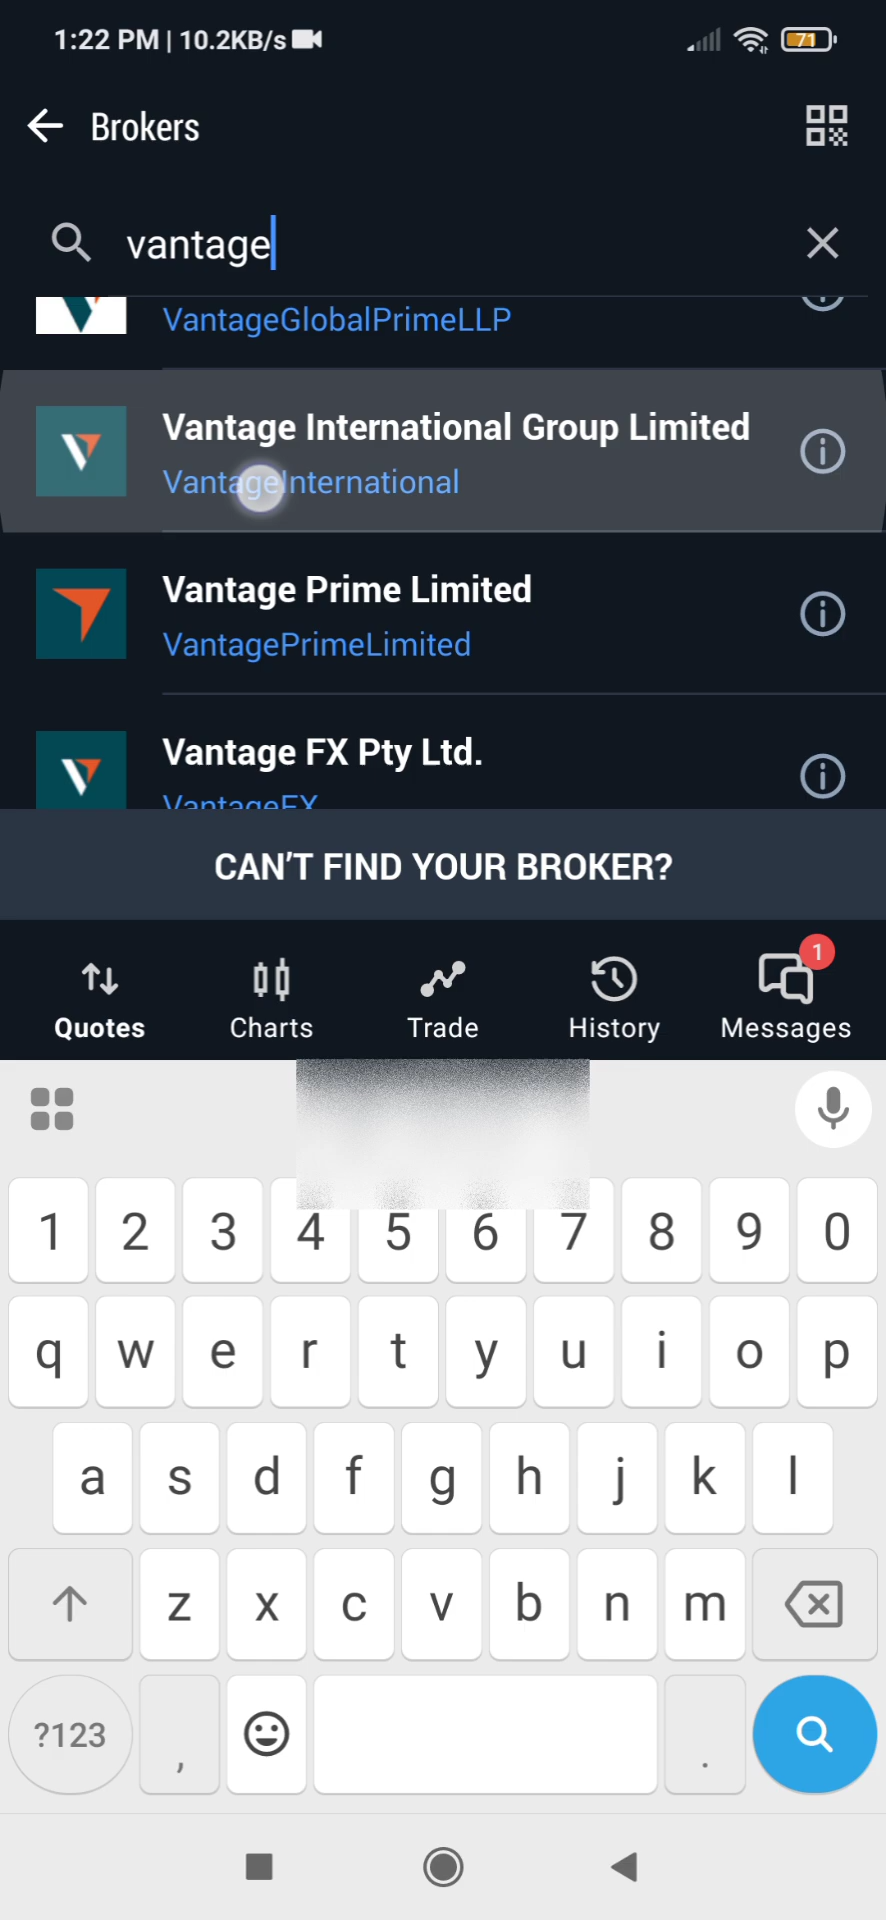 1:22 PM | 10.2KB/s
71
Brokers
vantage
VantageGlobalPrimeLLP
Vantage International Group Limited
VantageInternational
Vantage Prime Limited
VantagePrimeLimited
Vantage FX Pty Ltd.
VantageFX
CAN'T FIND YOUR BROKER?
1
Quotes Charts Trade History Messages
1 2 3 4 5 6 7 8 9 0
q w e r t y u i o p
a s d f g h j k l
z x c v b n m
?123 , .